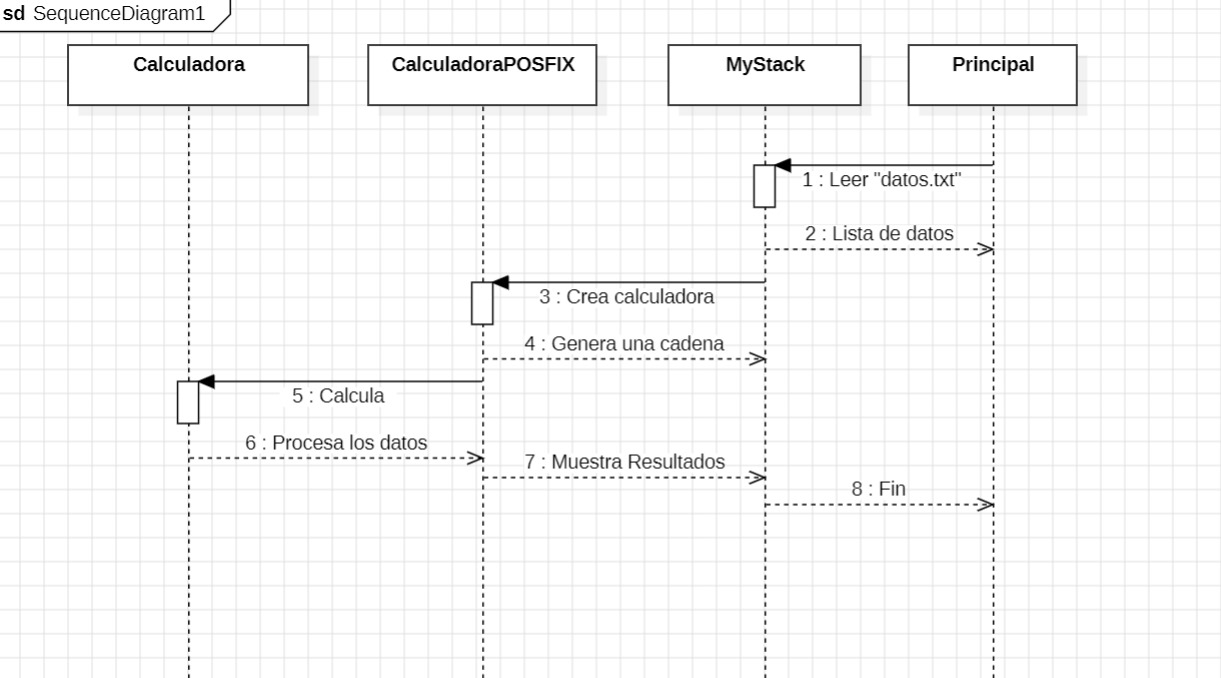 sd SequenceDiagram1
Calculadora
CalculadoraPOSFIX
MyStack
Principal
1 : Leer "datos.txt"
2 : Lista de datos
3 : Crea calculadora
4 : Genera una cadena
5 : Calcula
6 : Procesa los datos
7 : Muestra Resultados
8 : Fin